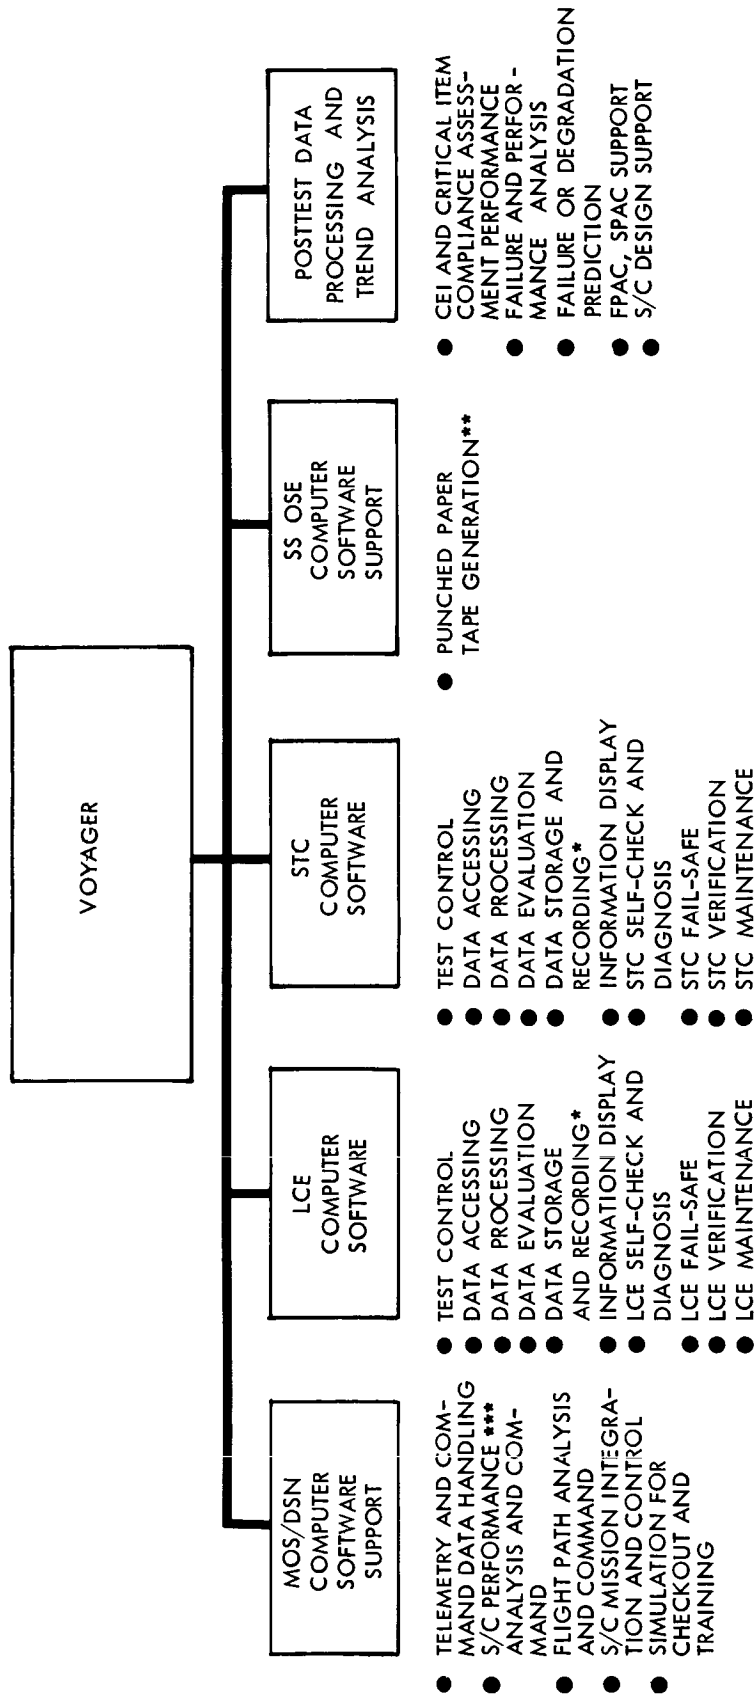 VOYAGER
MOS/DSN
COMPUTER
SOFTWARE
SUPPORT
● TELEMETRY AND COM-
MAND DATA HANDLING
● S/C PERFORMANCE ***
ANALYSIS AND COM-
MAND
● FLIGHT PATH ANALYSIS
AND COMMAND
● S/C MISSION INTEGRA-
TION AND CONTROL
● SIMULATION FOR
CHECKOUT AND
TRAINING
LCE
COMPUTER
SOFTWARE
● TEST CONTROL
● DATA ACCESSING
● DATA PROCESSING
● DATA EVALUATION
● DATA STORAGE
AND RECORDING*
● INFORMATION DISPLAY
● LCE SELF-CHECK AND
DIAGNOSIS
● LCE FAIL-SAFE
● LCE VERIFICATION
● LCE MAINTENANCE
STC
COMPUTER
SOFTWARE
● TEST CONTROL
● DATA ACCESSING
● DATA PROCESSING
● DATA EVALUATION
● DATA STORAGE AND
RECORDING*
● INFORMATION DISPLAY
● STC SELF-CHECK AND
DIAGNOSIS
● STC FAIL-SAFE
● STC VERIFICATION
● STC MAINTENANCE
SS OSE
COMPUTER
SOFTWARE
SUPPORT
● PUNCHED PAPER
TAPE GENERATION**
POSTTEST DATA
PROCESSING AND
TREND ANALYSIS
● CEI AND CRITICAL ITEM
COMPLIANCE ASSESS-
MENT PERFORMANCE
● FAILURE AND PERFOR-
MANCE ANALYSIS
● FAILURE OR DEGRADATION
PREDICTION
● FPAC, SPAC SUPPORT
● S/C DESIGN SUPPORT